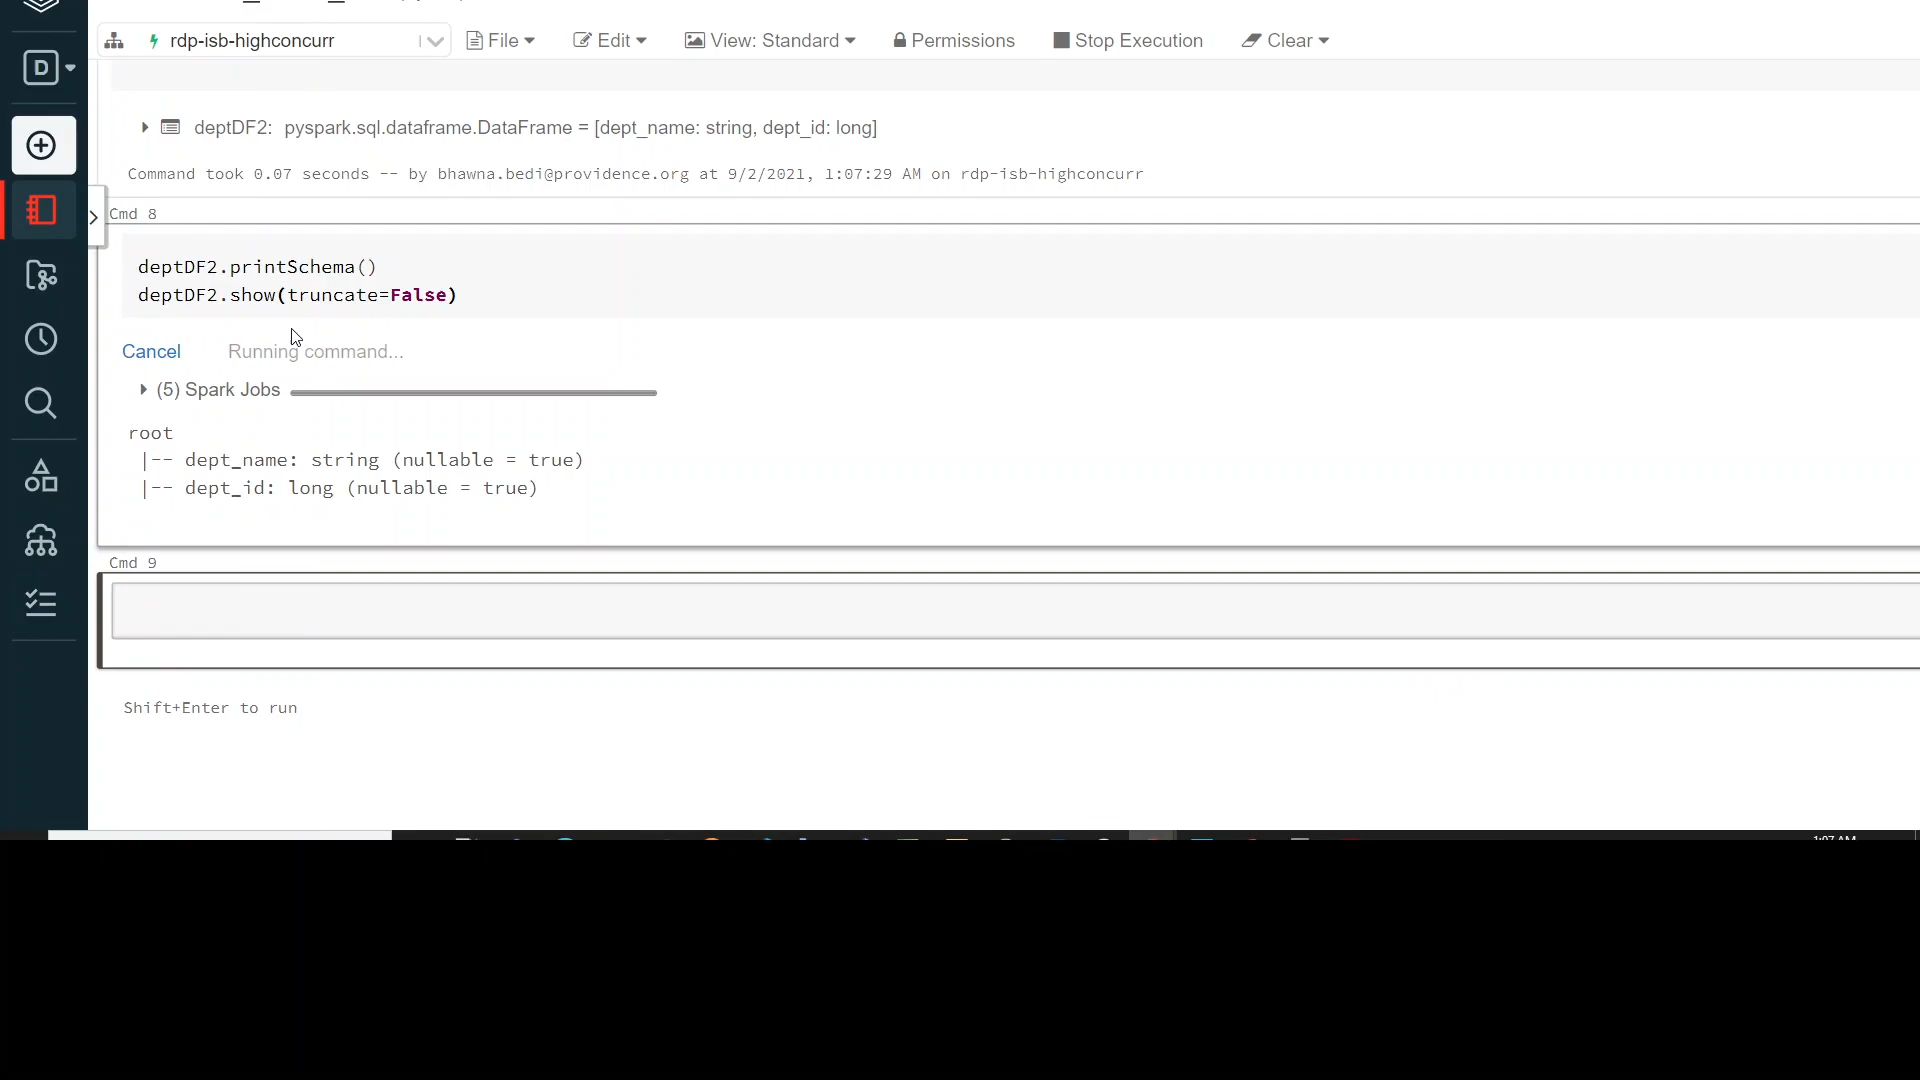 rdp-isb-highconcurr File Edit View: Standard Permissions Stop Execution Clear
D
deptDF2: pyspark.sql.dataframe.DataFrame = [dept_name: string, dept_id: long]
Command took 0.07 seconds -- by bhawna.bedi@providence.org at 9/2/2021, 1:07:29 AM on rdp-isb-highconcurr
Cmd 8
deptDF2.printSchema()
deptDF2.show(truncate=False)
Cancel Running command...
(5) Spark Jobs
root
|-- dept_name: string (nullable = true)
|-- dept_id: long (nullable = true)
Cmd 9
Shift+Enter to run
1:07 AM